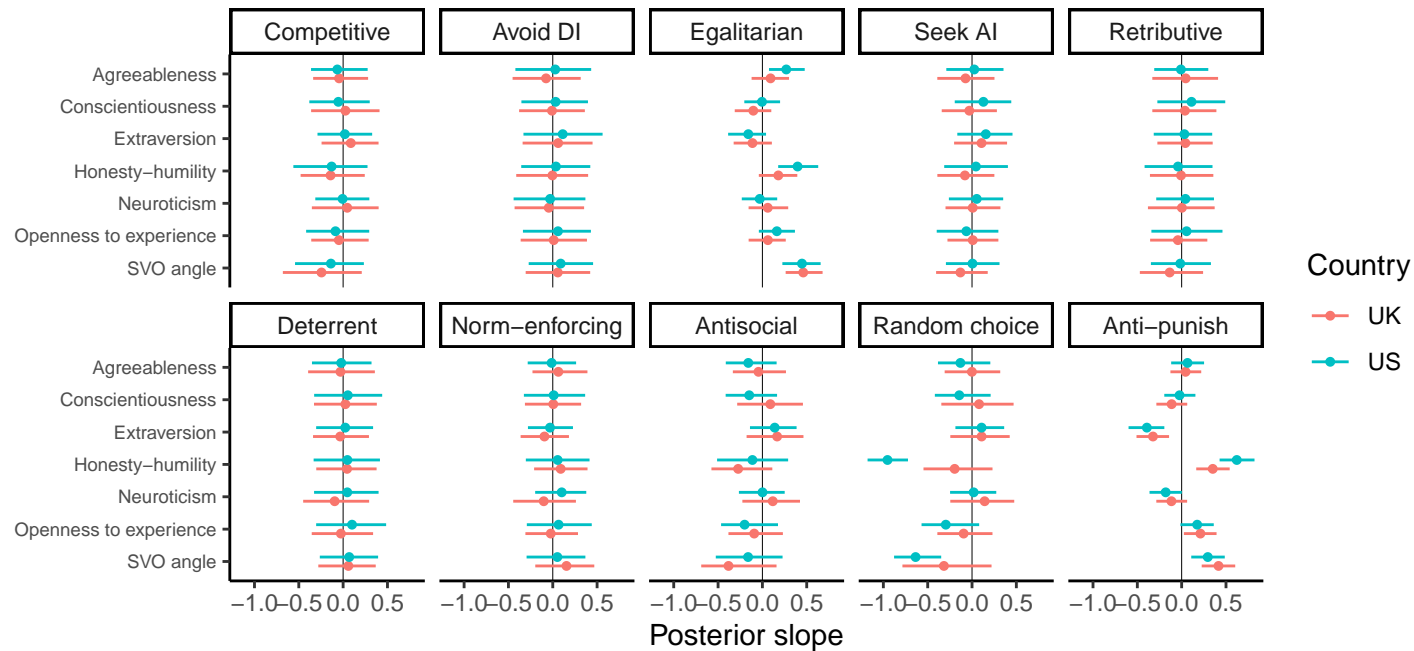 Competitive Avoid DI Egalitarian Seek AI Retributive
Agreeableness
Conscientiousness
Extraversion
Honesty−humility
Neuroticism
Openness to experience
SVO angle
Deterrent Norm−enforcing Antisocial Random choice Anti−punish
Agreeableness
Conscientiousness
Extraversion
Honesty−humility
Neuroticism
Openness to experience
SVO angle
−1.0 −0.5 0.0 0.5 −1.0 −0.5 0.0 0.5 −1.0 −0.5 0.0 0.5 −1.0 −0.5 0.0 0.5 −1.0 −0.5 0.0 0.5
Posterior slope
Country
UK
US